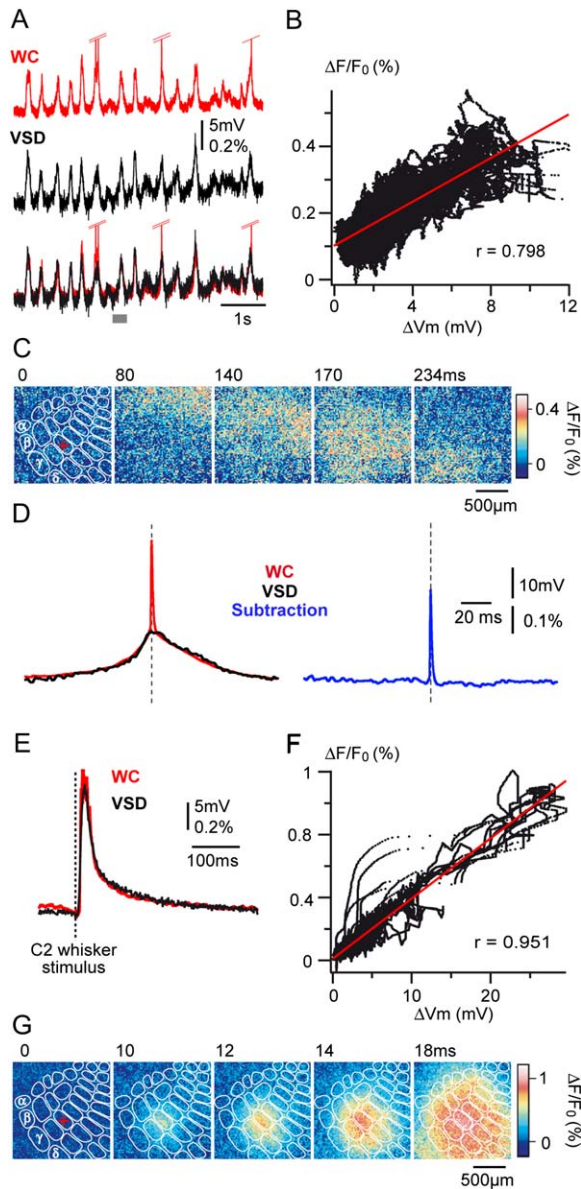 A
WC
VSD
5mV
0.2%
1s
B
ΔF/F₀ (%)
0.4
0.2
0
r = 0.798
0 4 8 12
ΔVm (mV)
C
0 80 140 170 234ms
α
β
γ
δ
0.4
0
ΔF/F₀ (%)
500µm
D
WC
VSD
Subtraction
10mV
20 ms
0.1%
E
WC
VSD
5mV
0.2%
100ms
C2 whisker
stimulus
F
ΔF/F₀ (%)
1
0.8
0.4
0
r = 0.951
0 10 20
ΔVm (mV)
G
0 10 12 14 18ms
α
β
γ
δ
1
0
ΔF/F₀ (%)
500µm